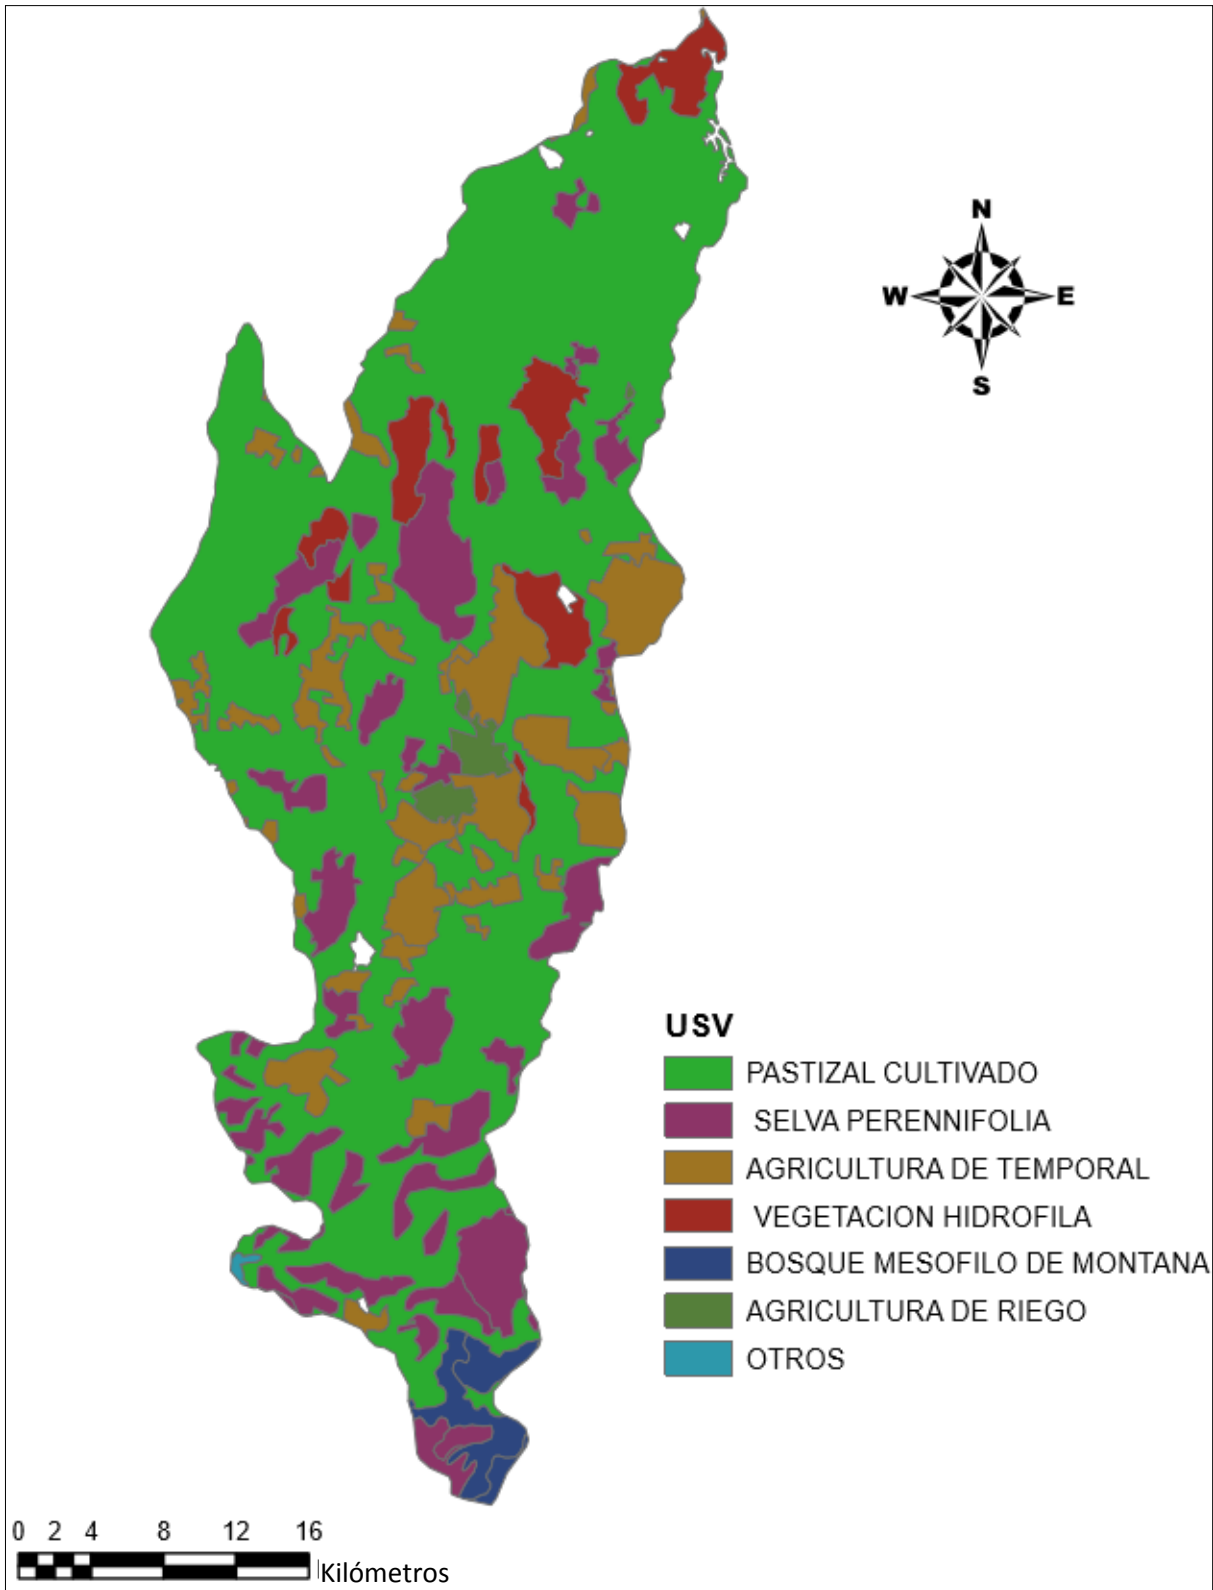 N
W E
S
USV
PASTIZAL CULTIVADO
SELVA PERENNIFOLIA
AGRICULTURA DE TEMPORAL
VEGETACION HIDROFILA
BOSQUE MESOFILO DE MONTANA
AGRICULTURA DE RIEGO
OTROS
0 2 4 8 12 16
Kilómetros